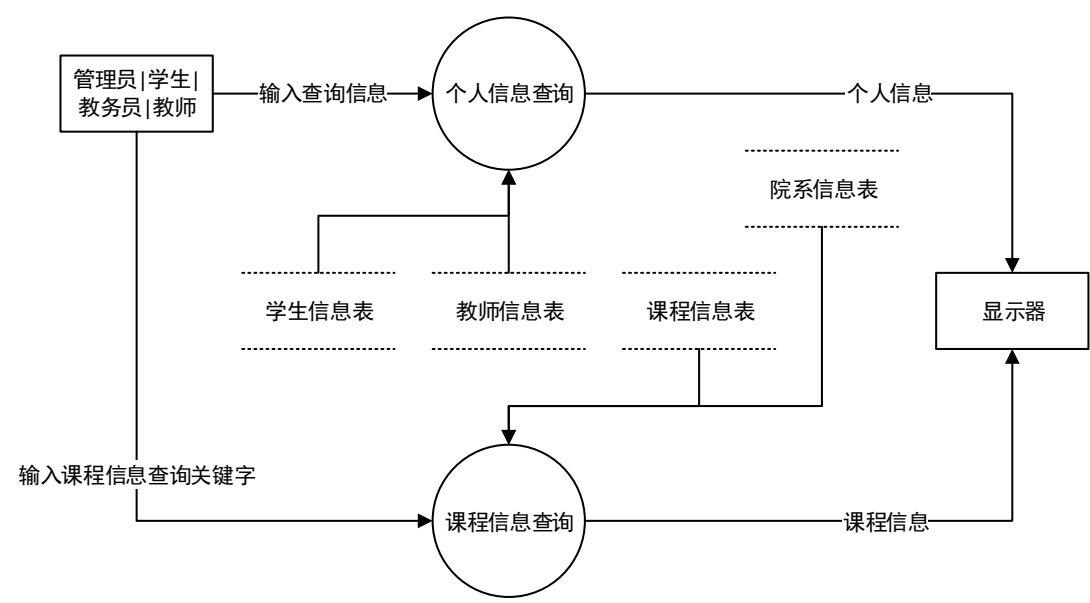 管理员|学生|
教务员|教师
输入查询信息
个人信息查询
个人信息
院系信息表
学生信息表
教师信息表
课程信息表
显示器
输入课程信息查询关键字
课程信息查询
课程信息